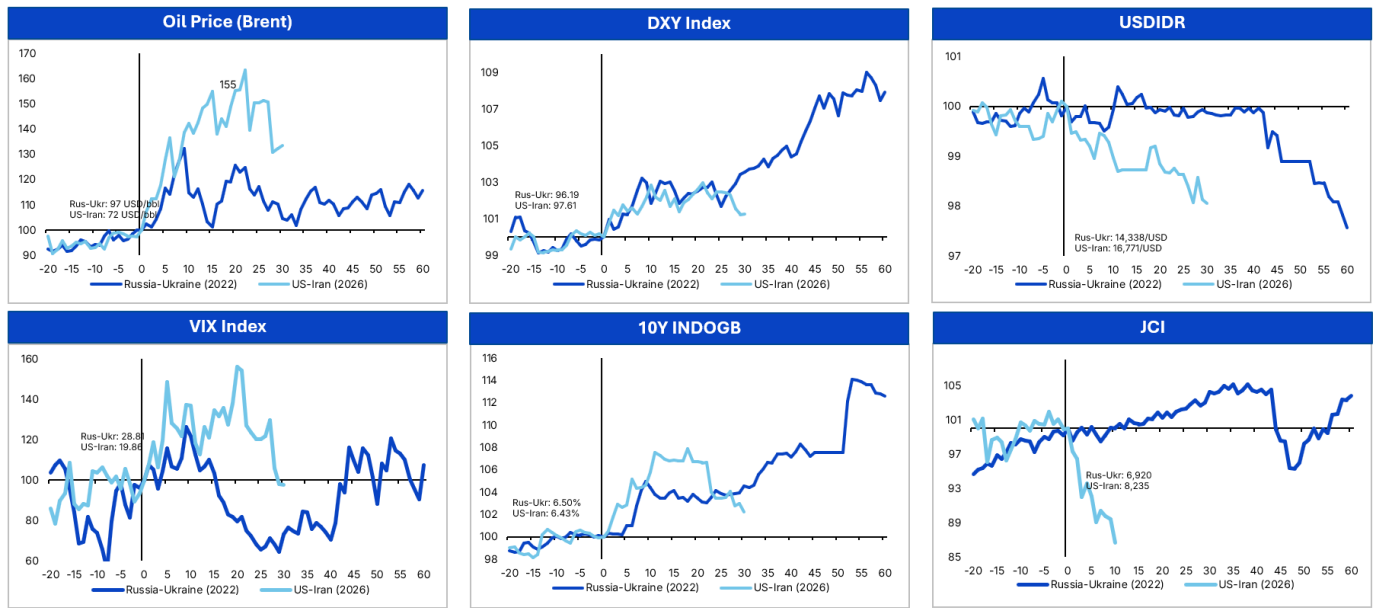 Oil Price (Brent)
170
160
150
140
130
120
110
100
90
155
Rus-Ukr: 97 USD/bbl
US-Iran: 72 USD/bbl
-20 -15 -10 -5 0 5 10 15 20 25 30 35 40 45 50 55 60
Russia-Ukraine (2022) US-Iran (2026)
DXY Index
109
107
105
103
101
99
Rus-Ukr: 96.19
US-Iran: 97.61
-20 -15 -10 -5 0 5 10 15 20 25 30 35 40 45 50 55 60
Russia-Ukraine (2022) US-Iran (2026)
USDIDR
101
100
99
98
97
Rus-Ukr: 14,338/USD
US-Iran: 16,771/USD
-20 -15 -10 -5 0 5 10 15 20 25 30 35 40 45 50 55 60
Russia-Ukraine (2022) US-Iran (2026)
VIX Index
160
140
120
100
80
60
Rus-Ukr: 28.81
US-Iran: 19.86
-20 -15 -10 -5 0 5 10 15 20 25 30 35 40 45 50 55 60
Russia-Ukraine (2022) US-Iran (2026)
10Y INDOGB
116
114
112
110
108
106
104
102
100
98
Rus-Ukr: 6.50%
US-Iran: 6.43%
-20 -15 -10 -5 0 5 10 15 20 25 30 35 40 45 50 55 60
Russia-Ukraine (2022) US-Iran (2026)
JCI
105
101
97
93
89
85
Rus-Ukr: 6,920
US-Iran: 8,235
-20 -15 -10 -5 0 5 10 15 20 25 30 35 40 45 50 55 60
Russia-Ukraine (2022) US-Iran (2026)